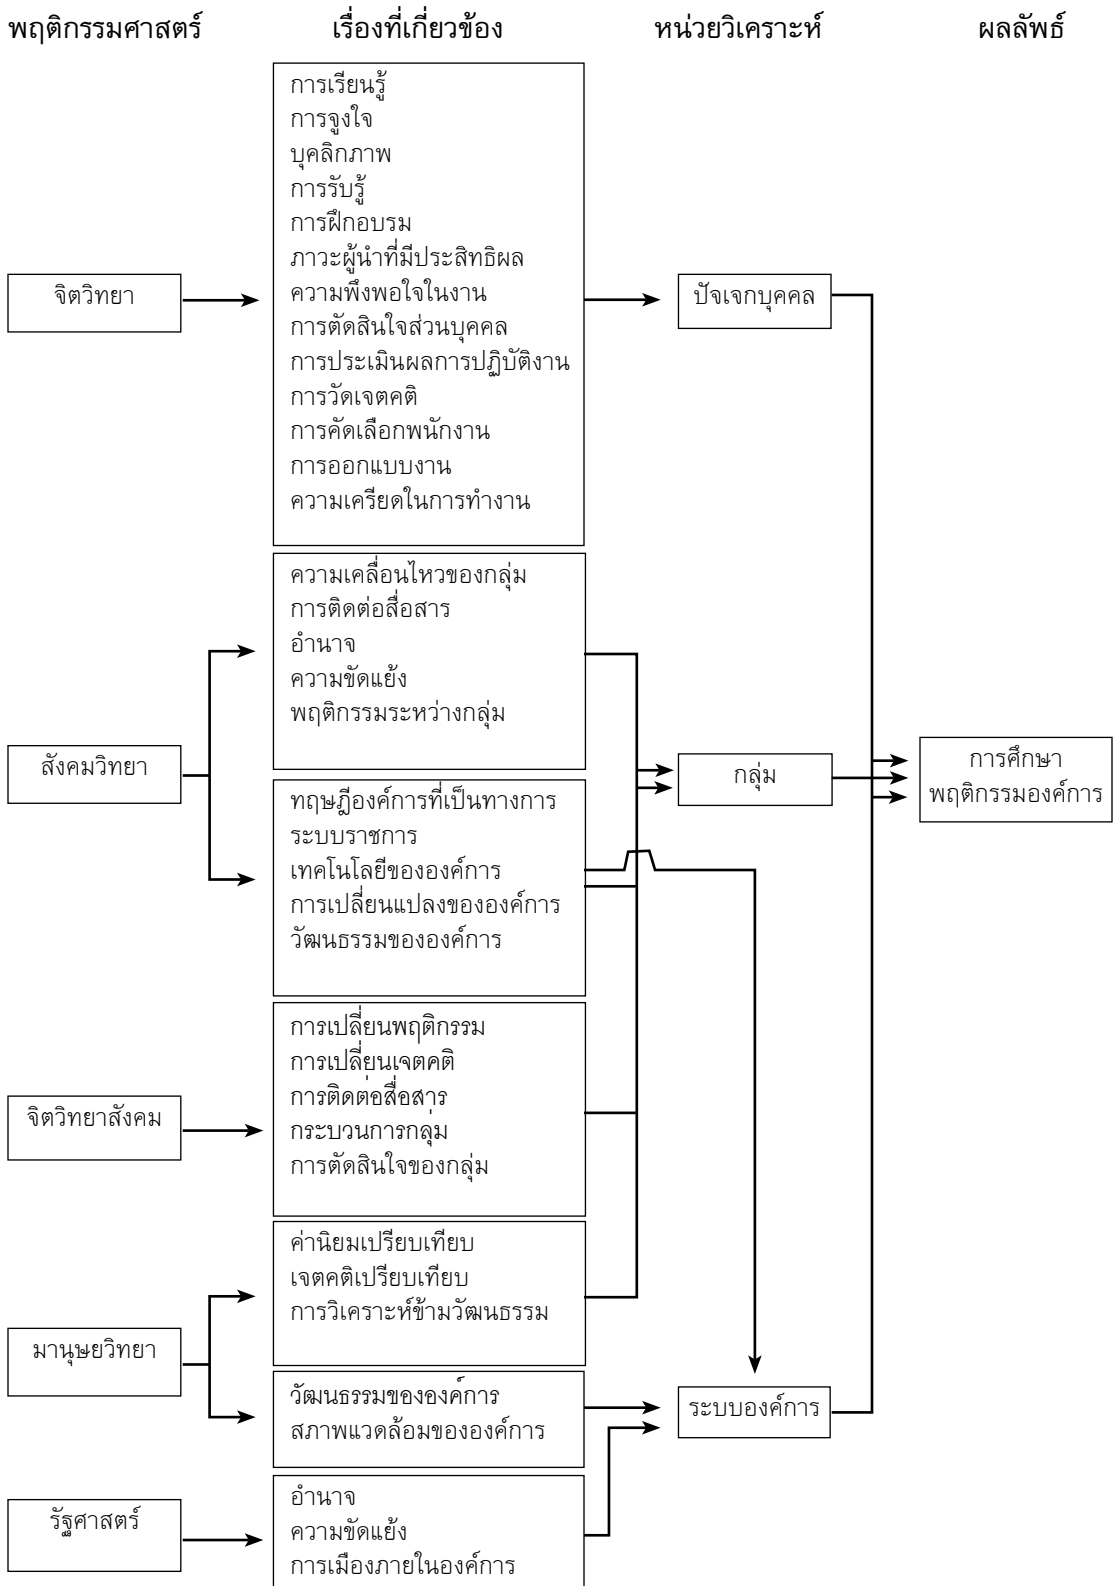 พฤติกรรมศาสตร์ เรื่องที่เกี่ยวข้อง หน่วยวิเคราะห์ ผลลัพธ์
จิตวิทยา
การเรียนรู้
การจูงใจ
บุคลิกภาพ
การรับรู้
การฝึกอบรม
ภาวะผู้นำที่มีประสิทธิผล
ความพึงพอใจในงาน
การตัดสินใจส่วนบุคคล
การประเมินผลการปฏิบัติงาน
การวัดเจตคติ
การคัดเลือกพนักงาน
การออกแบบงาน
ความเครียดในการทำงาน
ปัจเจกบุคคล
สังคมวิทยา
ความเคลื่อนไหวของกลุ่ม
การติดต่อสื่อสาร
อำนาจ
ความขัดแย้ง
พฤติกรรมระหว่างกลุ่ม
ทฤษฎีองค์การที่เป็นทางการ
ระบบราชการ
เทคโนโลยีขององค์การ
การเปลี่ยนแปลงขององค์การ
วัฒนธรรมขององค์การ
กลุ่ม
การศึกษา
พฤติกรรมองค์การ
จิตวิทยาสังคม
การเปลี่ยนพฤติกรรม
การเปลี่ยนเจตคติ
การติดต่อสื่อสาร
กระบวนการกลุ่ม
การตัดสินใจของกลุ่ม
มานุษยวิทยา
ค่านิยมเปรียบเทียบ
เจตคติเปรียบเทียบ
การวิเคราะห์ข้ามวัฒนธรรม
วัฒนธรรมขององค์การ
สภาพแวดล้อมขององค์การ
ระบบองค์การ
รัฐศาสตร์
อำนาจ
ความขัดแย้ง
การเมืองภายในองค์การ